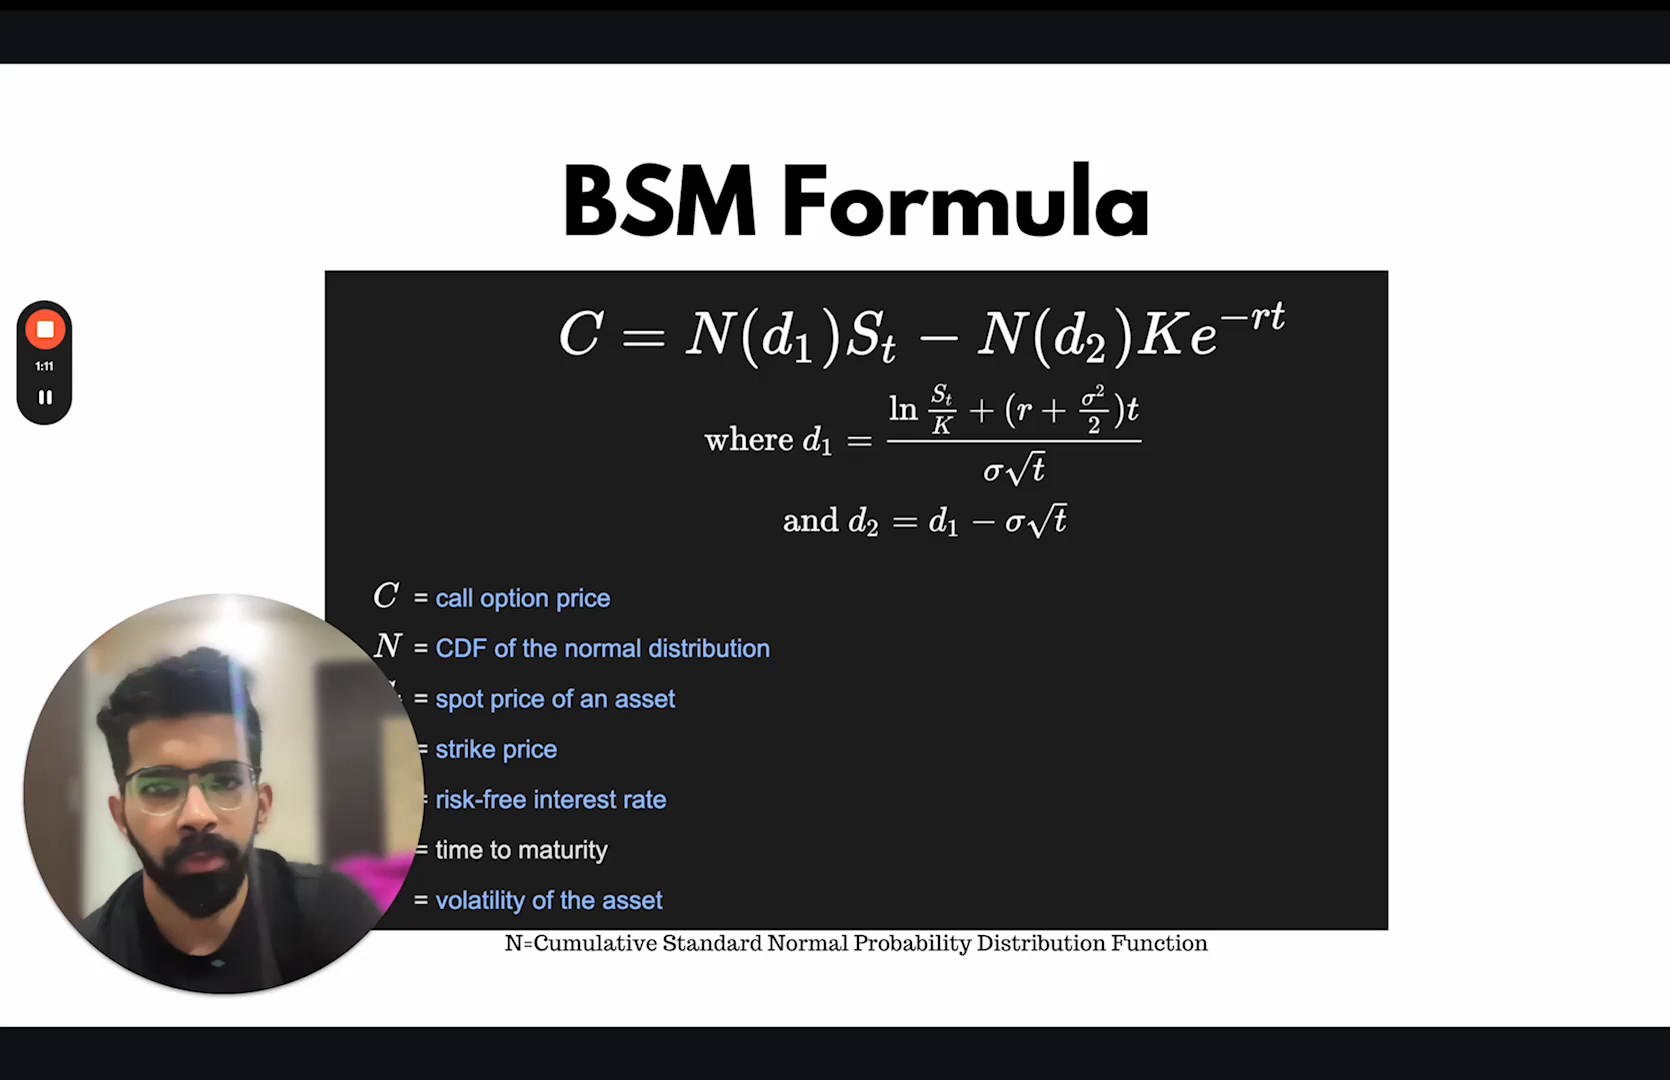 BSM Formula
C = N(d₁)Sₜ − N(d₂)Ke⁻ʳᵗ
where d₁ = (ln Sₜ/K + (r + σ²/2)t) / σ√t
and d₂ = d₁ − σ√t
1:11
C = call option price
N = CDF of the normal distribution
= spot price of an asset
= strike price
= risk-free interest rate
= time to maturity
= volatility of the asset
N=Cumulative Standard Normal Probability Distribution Function